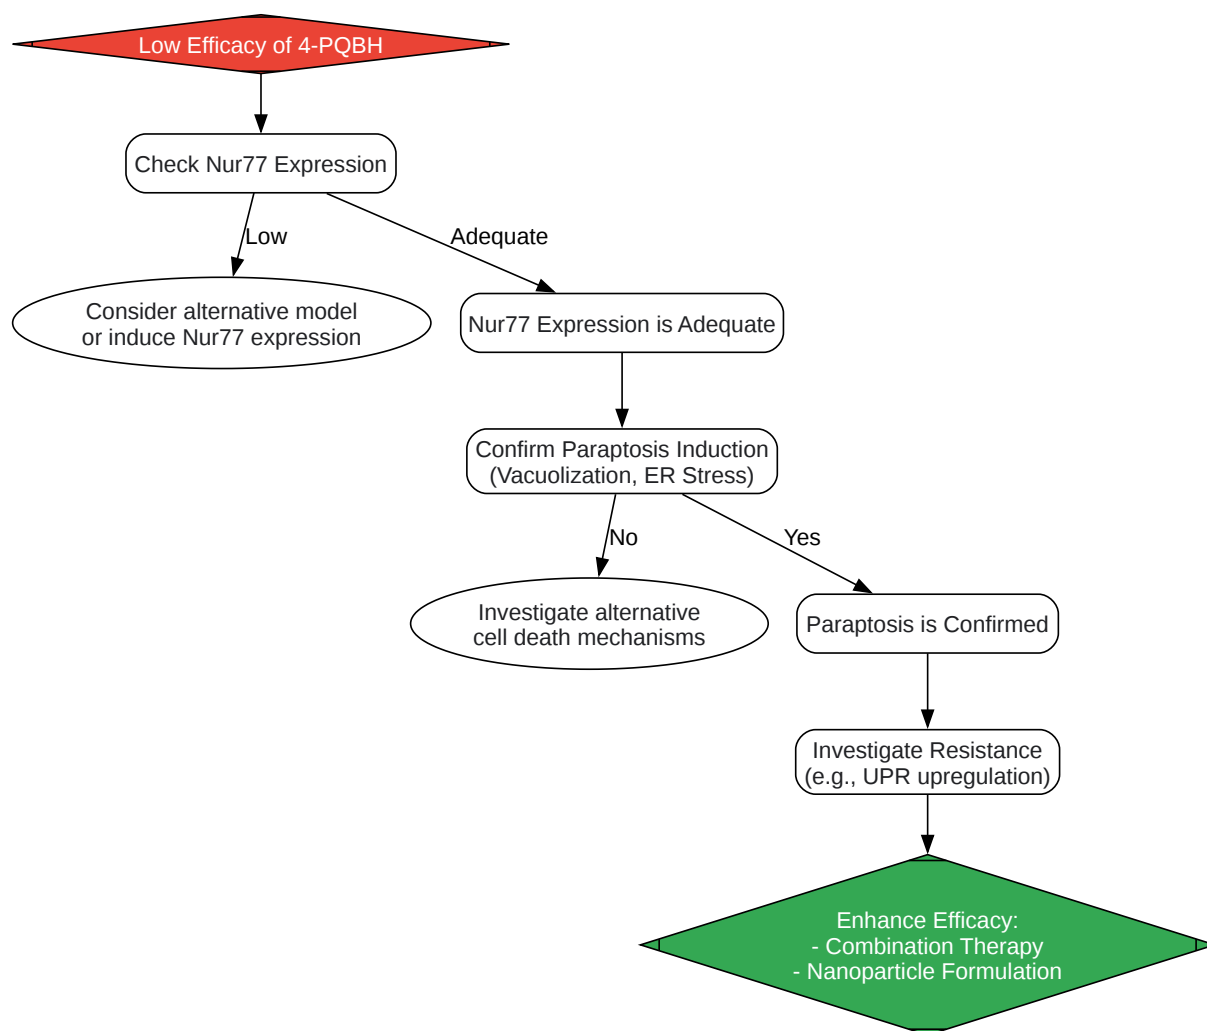 Low Efficacy of 4-PQBH
Check Nur77 Expression
Low
Adequate
Consider alternative model
or induce Nur77 expression
Nur77 Expression is Adequate
Confirm Paraptosis Induction
(Vacuolization, ER Stress)
No
Yes
Investigate alternative
cell death mechanisms
Paraptosis is Confirmed
Investigate Resistance
(e.g., UPR upregulation)
Enhance Efficacy:
- Combination Therapy
- Nanoparticle Formulation